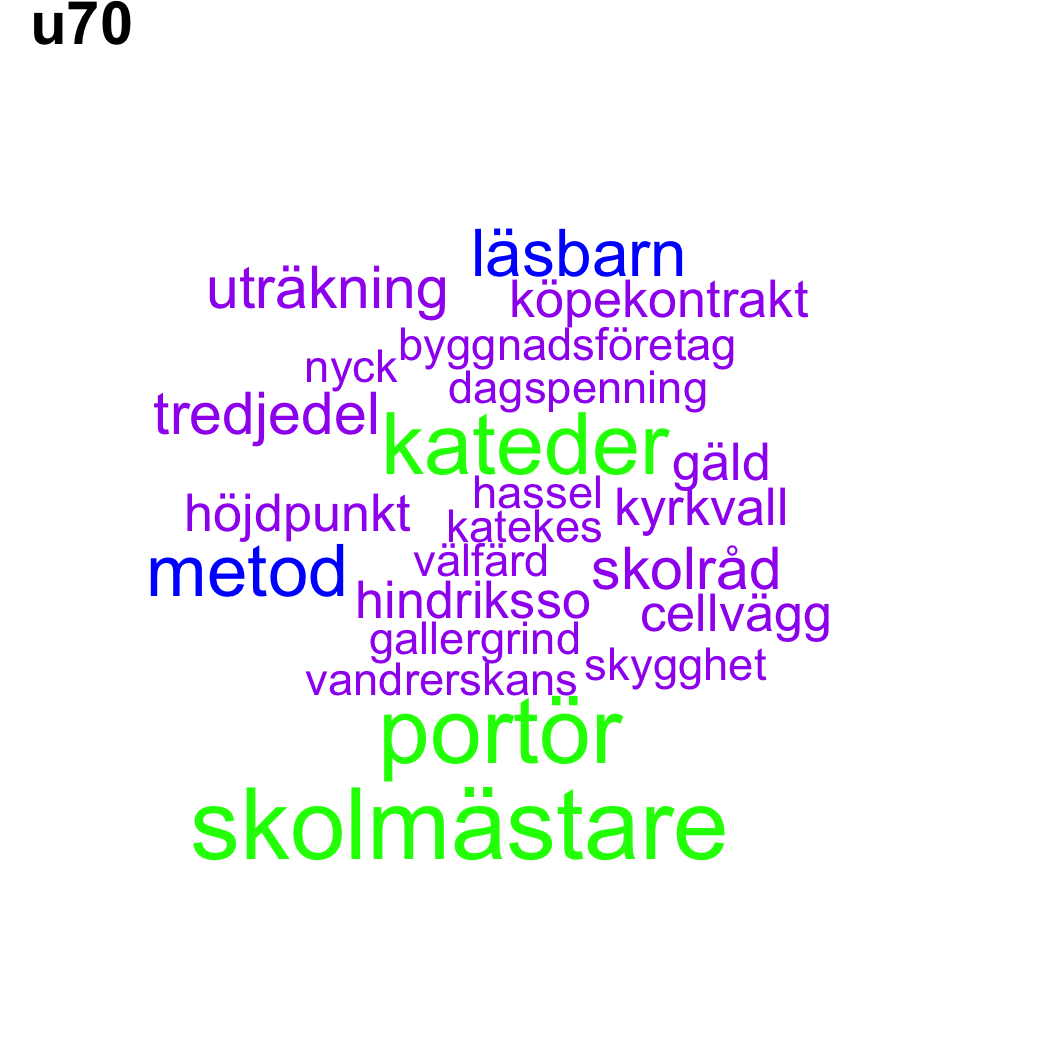 u70
läsbarn
uträkning
köpekontrakt
byggnadsföretag
nyck
dagspenning
tredjedel
kateder
gäld
hassel
kyrkvall
höjdpunkt
katekes
välfärd
skolråd
metod
hindriksso
cellvägg
gallergrind
skygghet
vandrerskans
portör
skolmästare